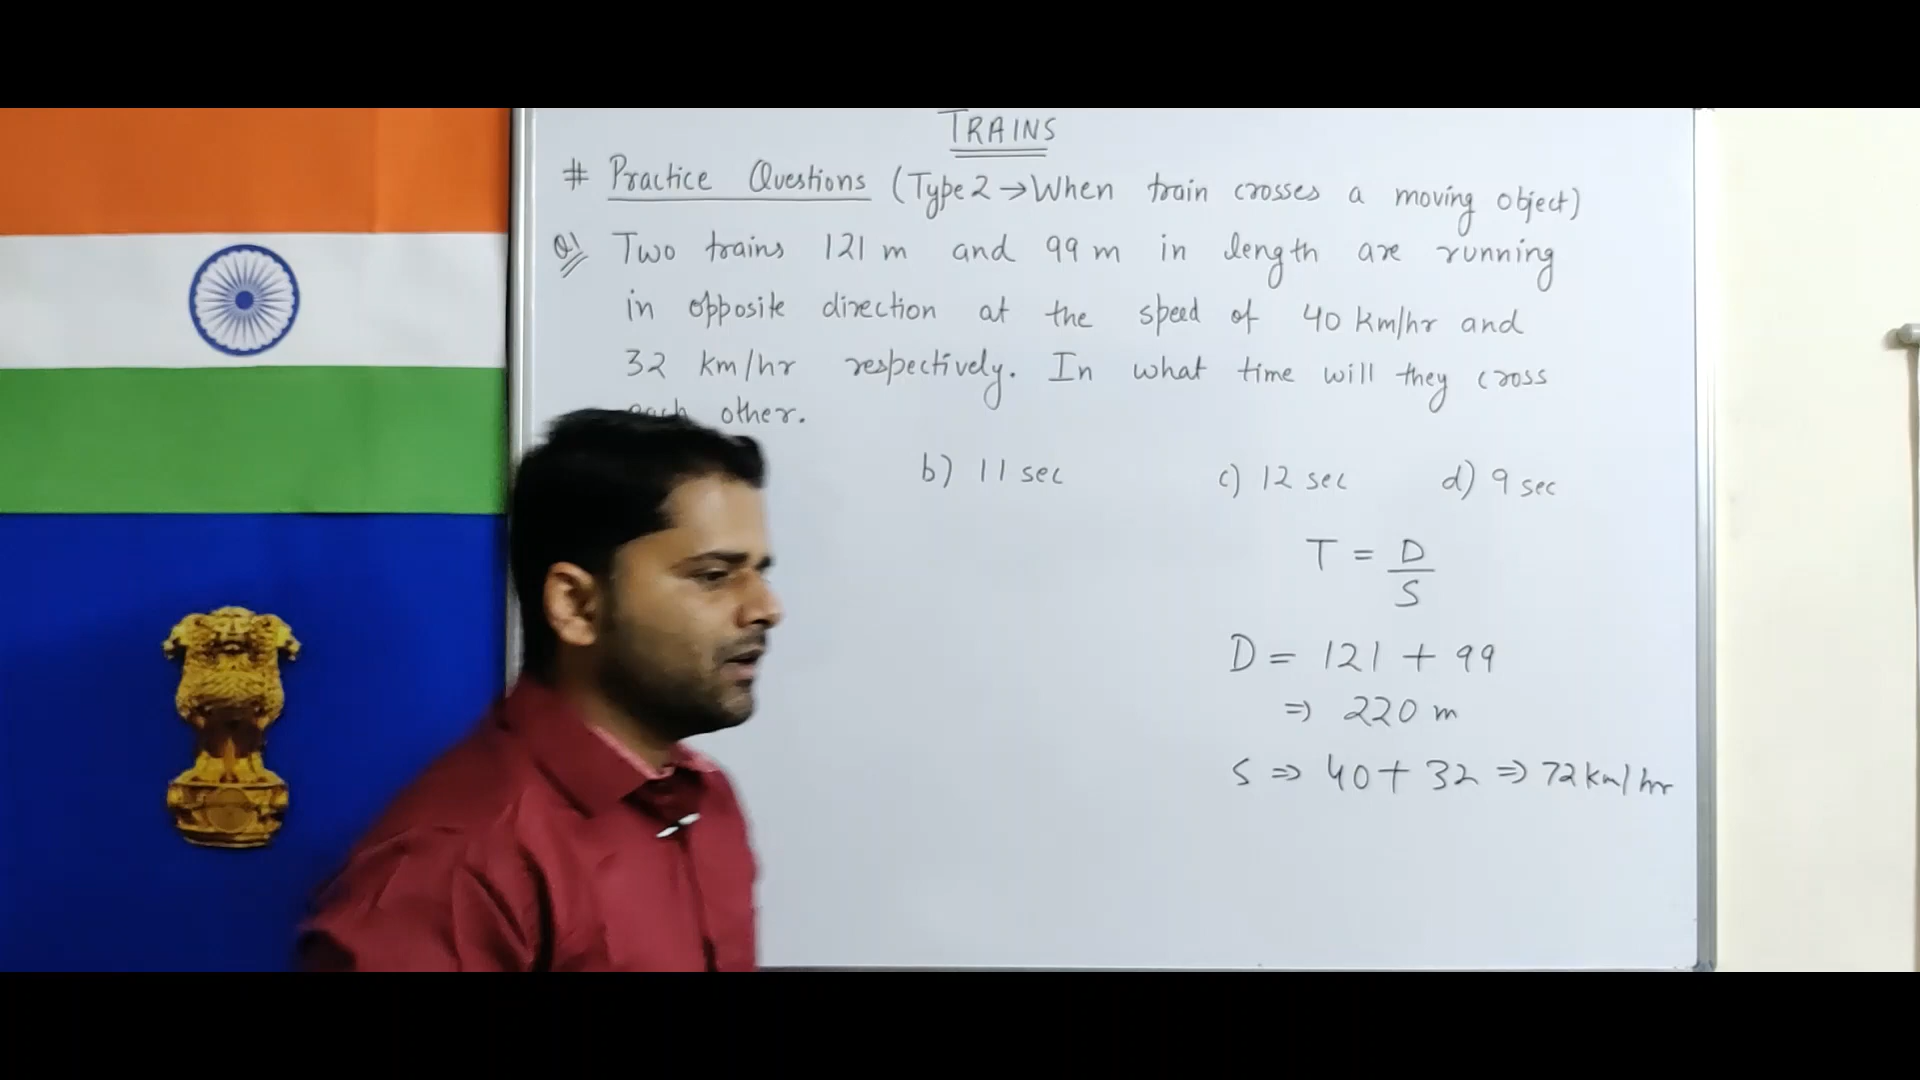 TRAINS
# Practice Questions (Type 2 → When train crosses a moving object)
Q1 Two trains 121 m and 99 m in length are running
in opposite direction at the speed of 40 Km/hr and
32 Km/hr respectively. In what time will they cross
each other.
b) 11 sec c) 12 sec d) 9 sec
T = D/S
D = 121 + 99
⇒ 220 m
S ⇒ 40 + 32 ⇒ 72 km/hr